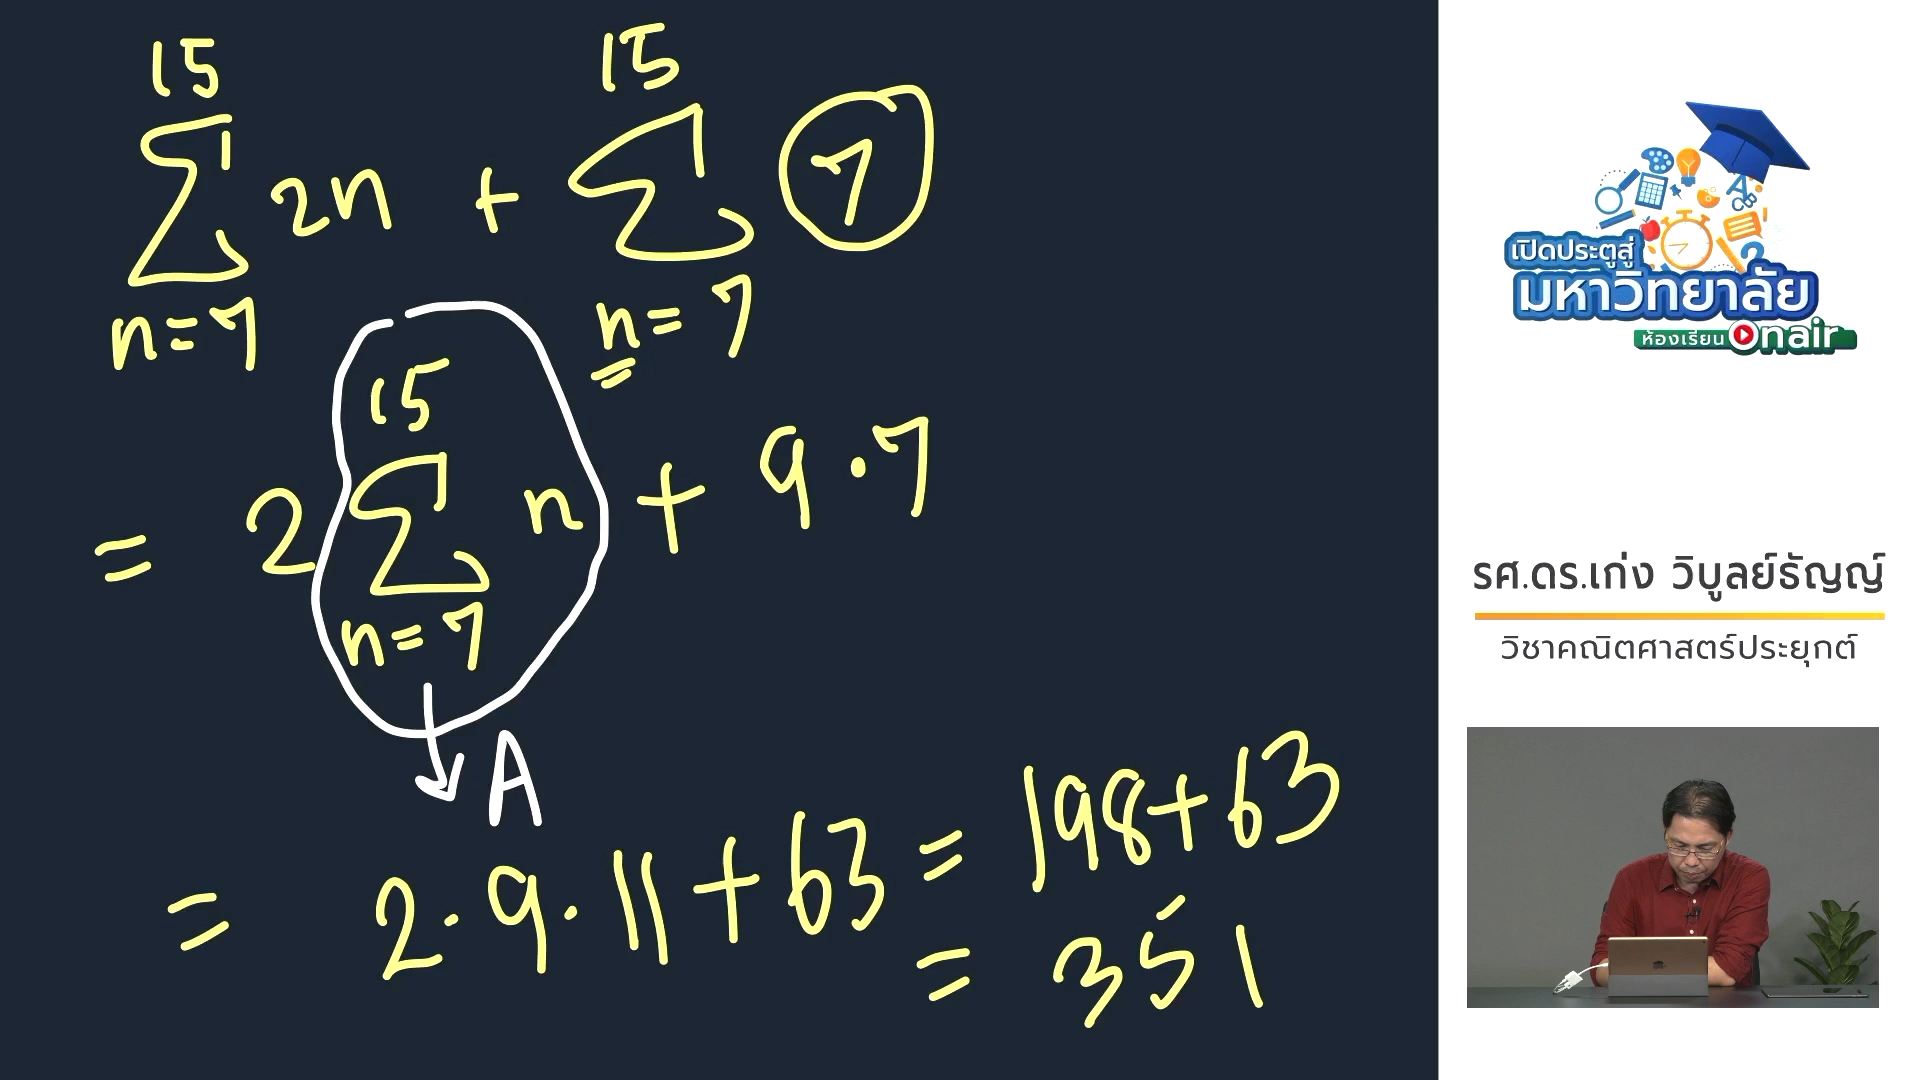 15 15
∑ 2n + ∑ 7
n=7 n=7
15
= 2 ∑ n + 9·7
n=7
A
= 2·9·11+63 = 198+63
= 351
เปิดประตูสู่
มหาวิทยาลัย
ห้องเรียน Onair
รศ.ดร.เก่ง วิบูลย์ธัญญ์
วิชาคณิตศาสตร์ประยุกต์